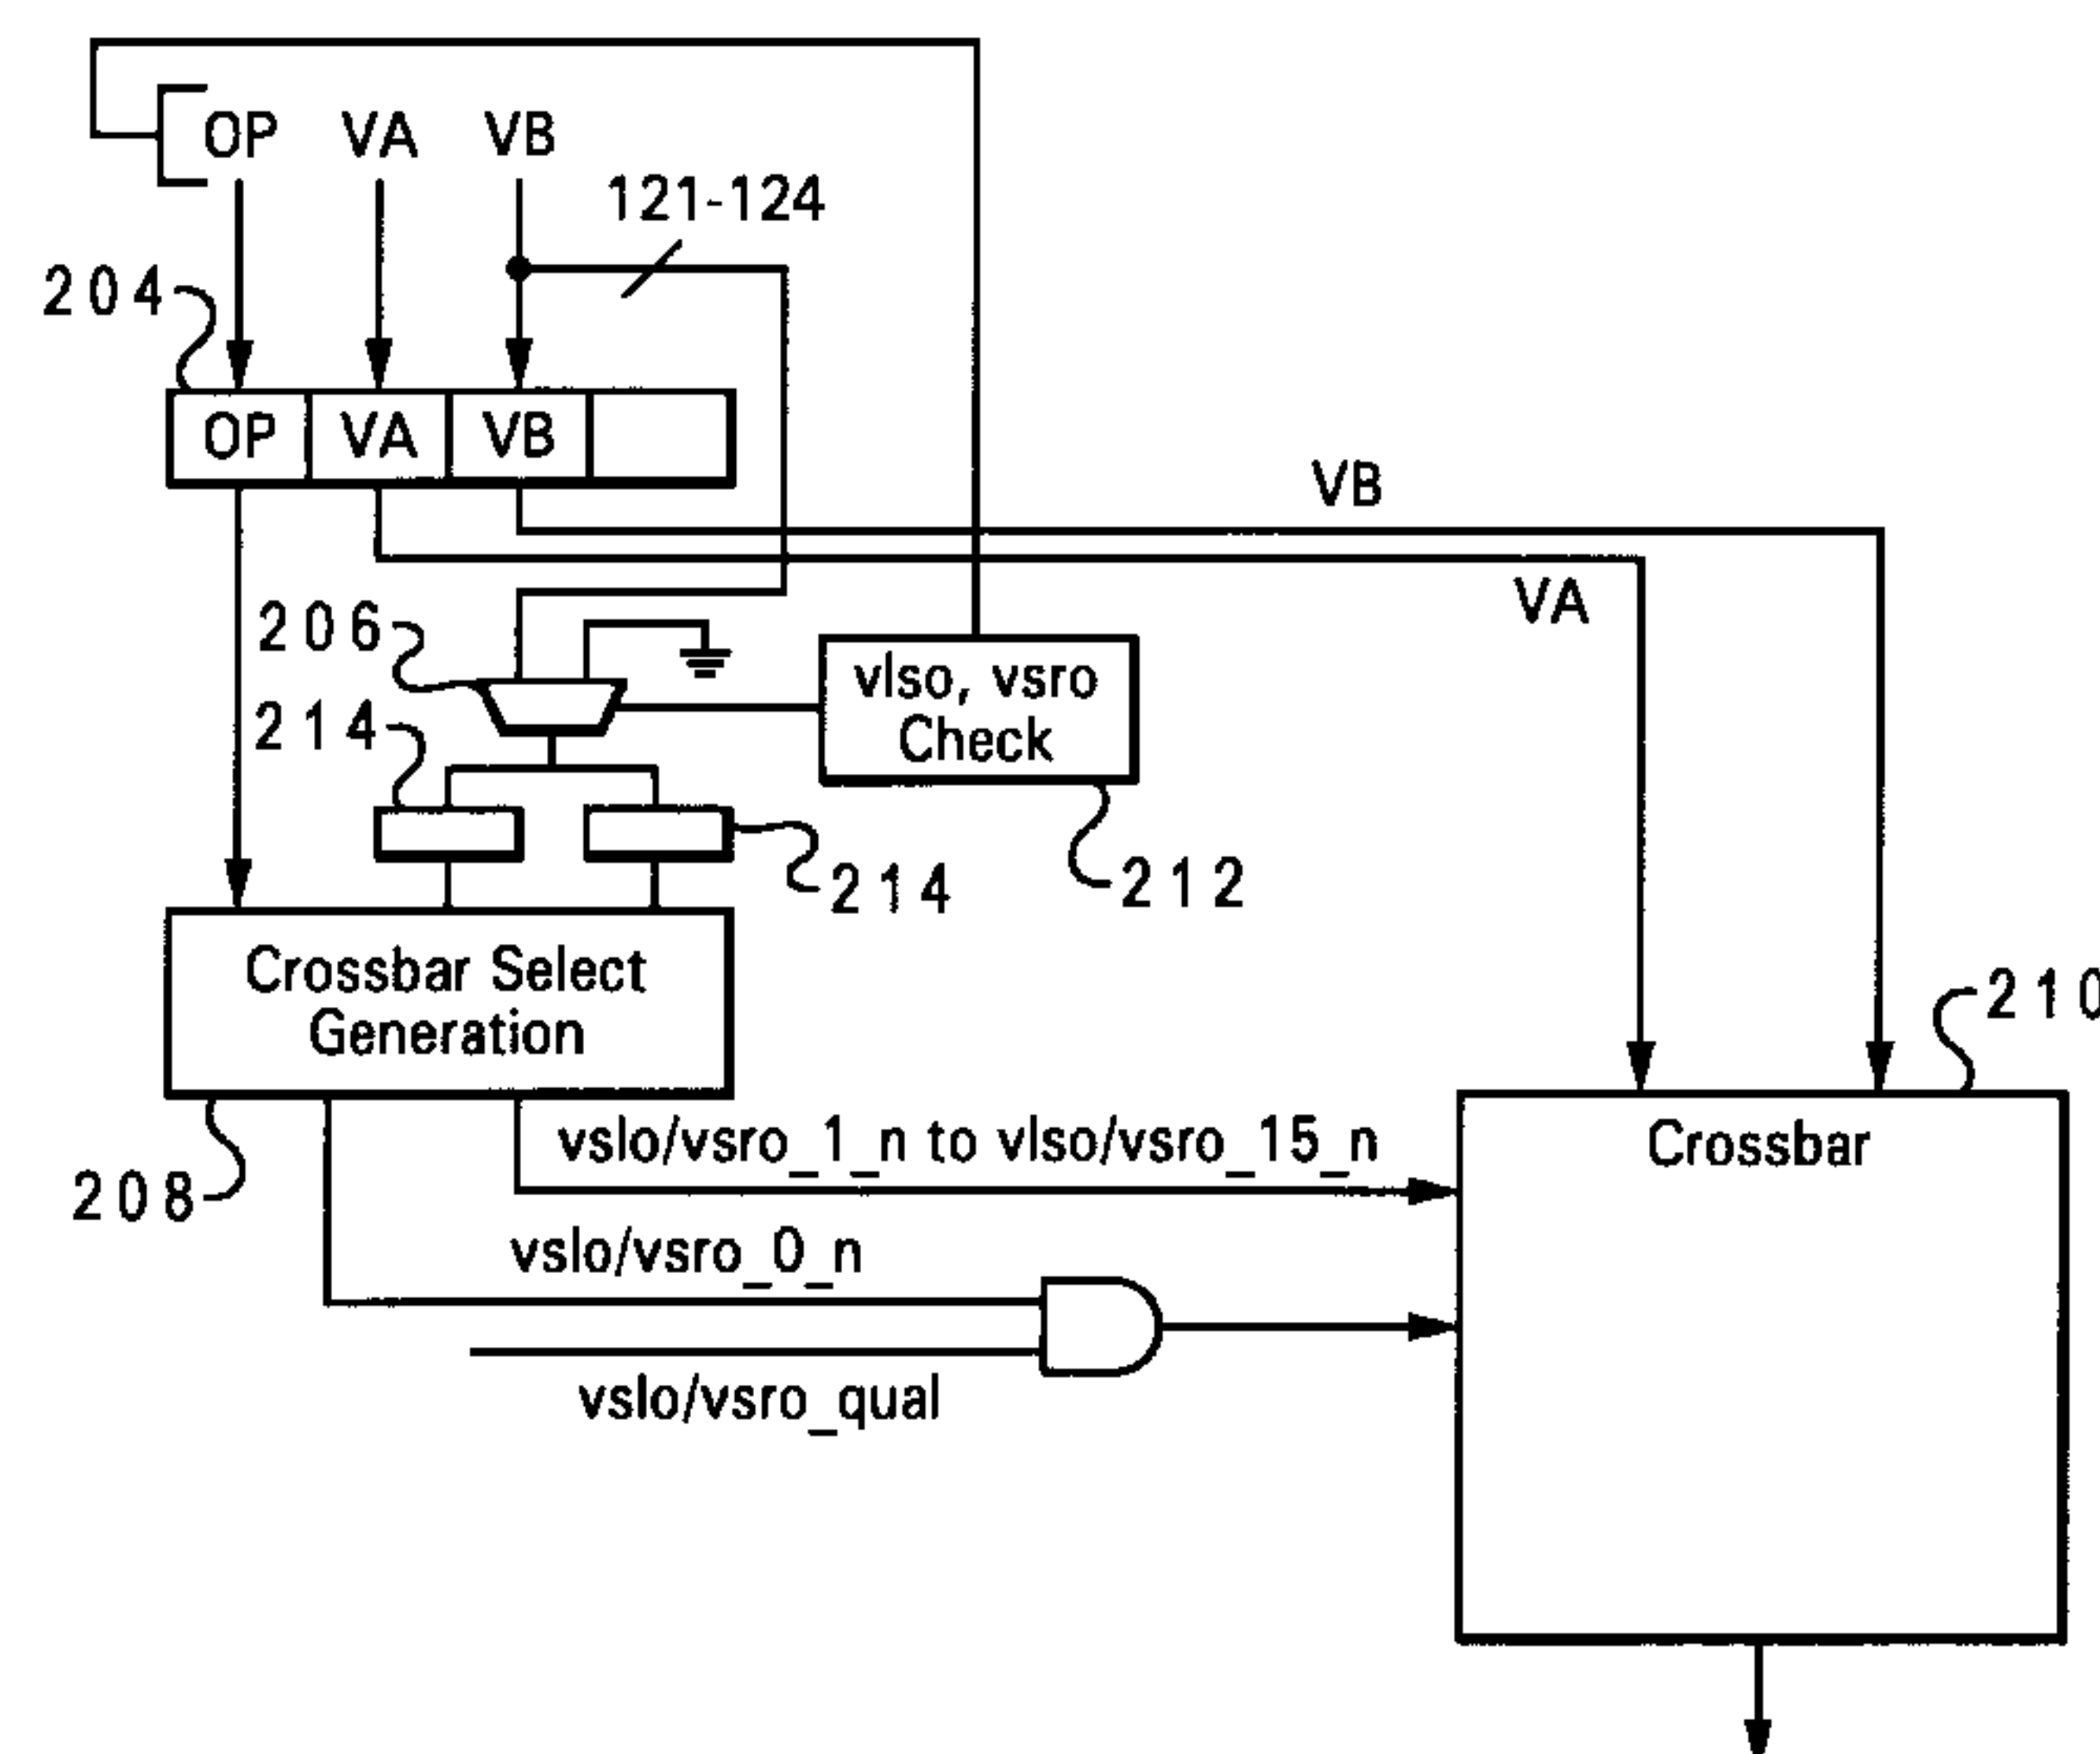 OP VA VB
121-124
204
OP VA VB
VB
VA
206
vlso, vsro
Check
214
214
212
Crossbar Select
Generation
210
208
vslo/vsro_1_n to vlso/vsro_15_n
Crossbar
vslo/vsro_0_n
vslo/vsro_qual